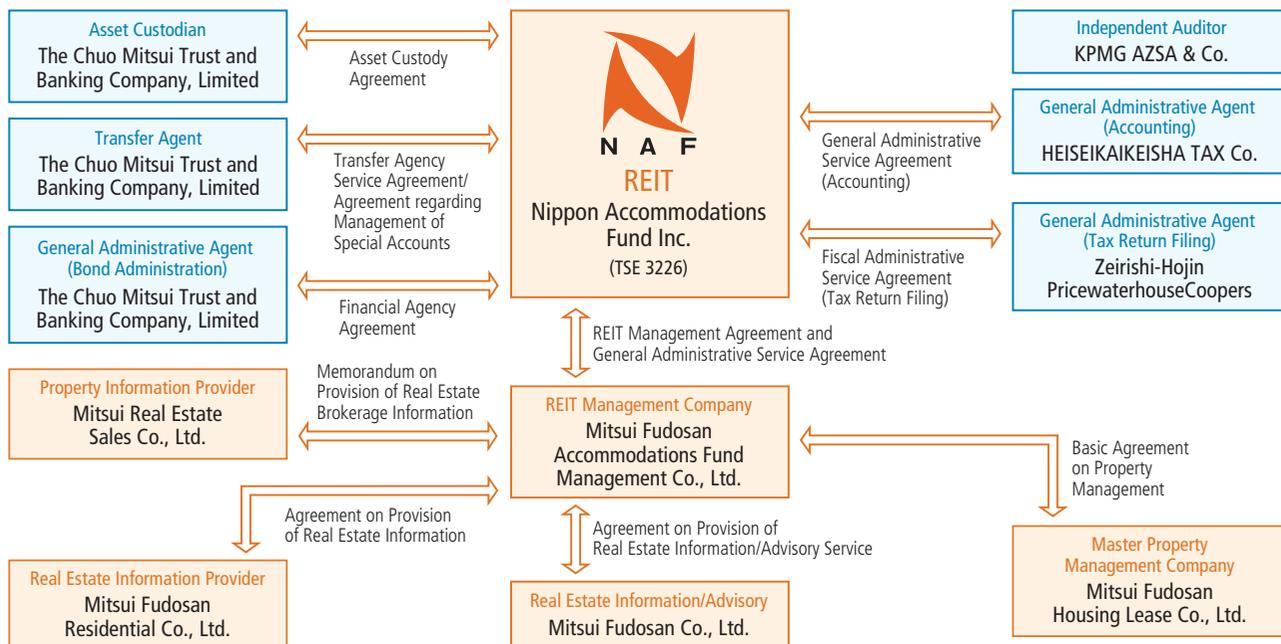 Asset Custodian
The Chuo Mitsui Trust and
Banking Company, Limited
Asset Custody
Agreement
Transfer Agent
The Chuo Mitsui Trust and
Banking Company, Limited
Transfer Agency
Service Agreement/
Agreement regarding
Management of
Special Accounts
General Administrative Agent
(Bond Administration)
The Chuo Mitsui Trust and
Banking Company, Limited
Financial Agency
Agreement
N A F
REIT
Nippon Accommodations
Fund Inc.
(TSE 3226)
Independent Auditor
KPMG AZSA & Co.
General Administrative Agent
(Accounting)
HEISEIKAIKEISHA TAX Co.
General Administrative
Service Agreement
(Accounting)
General Administrative Agent
(Tax Return Filing)
Zeirishi-Hojin
PricewaterhouseCoopers
Fiscal Administrative
Service Agreement
(Tax Return Filing)
REIT Management Agreement and
General Administrative Service Agreement
Property Information Provider
Mitsui Real Estate
Sales Co., Ltd.
Memorandum on
Provision of Real Estate
Brokerage Information
REIT Management Company
Mitsui Fudosan
Accommodations Fund
Management Co., Ltd.
Basic Agreement
on Property
Management
Agreement on Provision
of Real Estate Information
Agreement on Provision of
Real Estate Information/Advisory Service
Real Estate Information Provider
Mitsui Fudosan
Residential Co., Ltd.
Real Estate Information/Advisory
Mitsui Fudosan Co., Ltd.
Master Property
Management Company
Mitsui Fudosan
Housing Lease Co., Ltd.